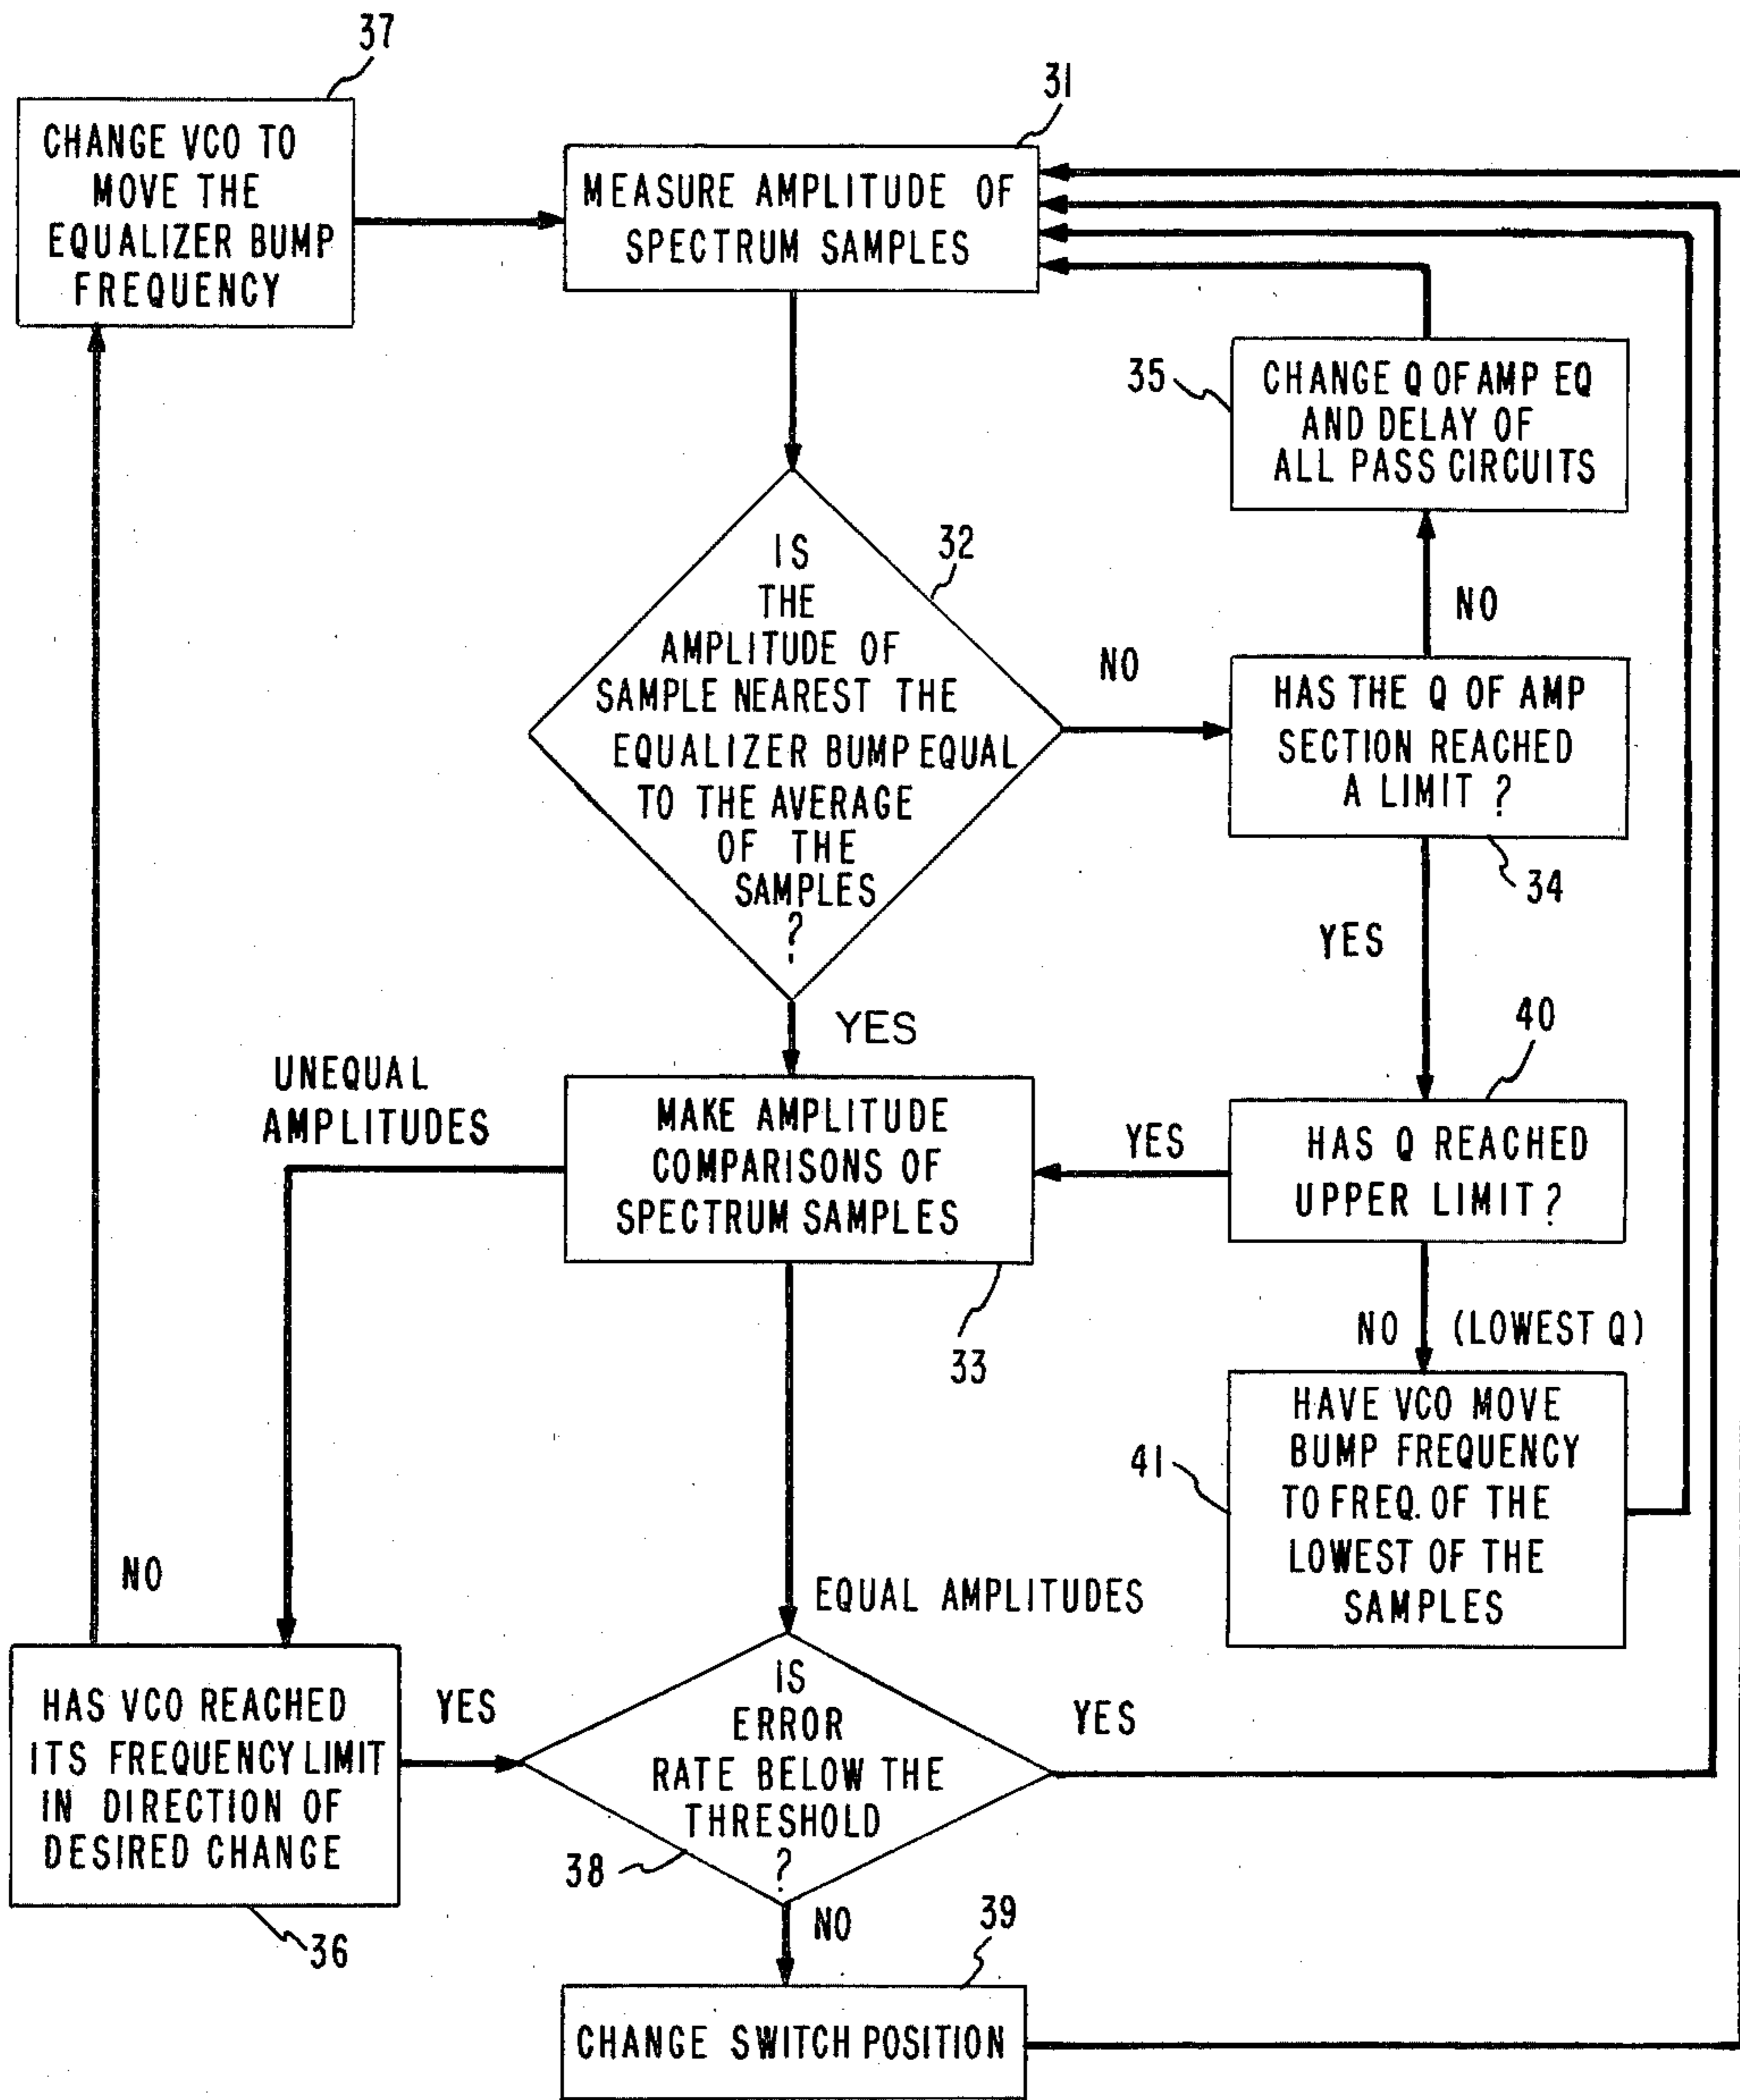 37
CHANGE VCO TO
MOVE THE
EQUALIZER BUMP
FREQUENCY
31
MEASURE AMPLITUDE OF
SPECTRUM SAMPLES
35
CHANGE Q OF AMP EQ
AND DELAY OF
ALL PASS CIRCUITS
NO
32
IS
THE
AMPLITUDE OF
SAMPLE NEAREST THE
EQUALIZER BUMP EQUAL
TO THE AVERAGE
OF THE
SAMPLES
?
NO
HAS THE Q OF AMP
SECTION REACHED
A LIMIT ?
34
YES
YES
40
UNEQUAL
AMPLITUDES
MAKE AMPLITUDE
COMPARISONS OF
SPECTRUM SAMPLES
33
YES
HAS Q REACHED
UPPER LIMIT ?
NO (LOWEST Q)
41
HAVE VCO MOVE
BUMP FREQUENCY
TO FREQ. OF THE
LOWEST OF THE
SAMPLES
NO
EQUAL AMPLITUDES
HAS VCO REACHED
ITS FREQUENCY LIMIT
IN DIRECTION OF
DESIRED CHANGE
36
YES
IS
ERROR
RATE BELOW THE
THRESHOLD
?
38
YES
NO
39
CHANGE SWITCH POSITION